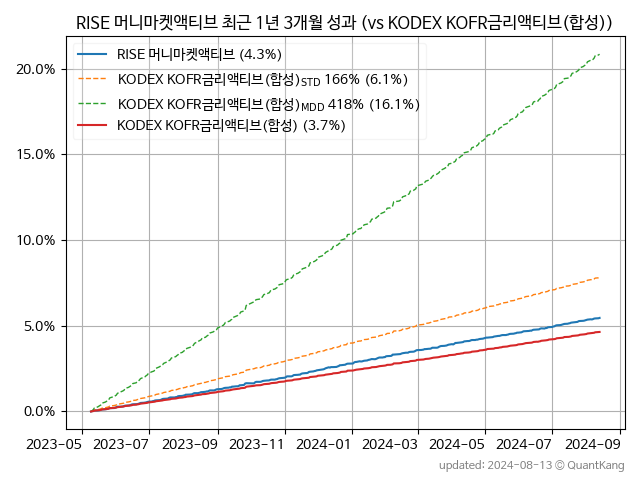 RISE 머니마켓액티브 최근 1년 3개월 성과 (vs KODEX KOFR금리액티브(합성))
RISE 머니마켓액티브 (4.3%)
KODEX KOFR금리액티브(합성)STD 166% (6.1%)
KODEX KOFR금리액티브(합성)MDD 418% (16.1%)
KODEX KOFR금리액티브(합성) (3.7%)
20.0%
15.0%
10.0%
5.0%
0.0%
2023-05 2023-07 2023-09 2023-11 2024-01 2024-03 2024-05 2024-07 2024-09
updated: 2024-08-13 © QuantKang